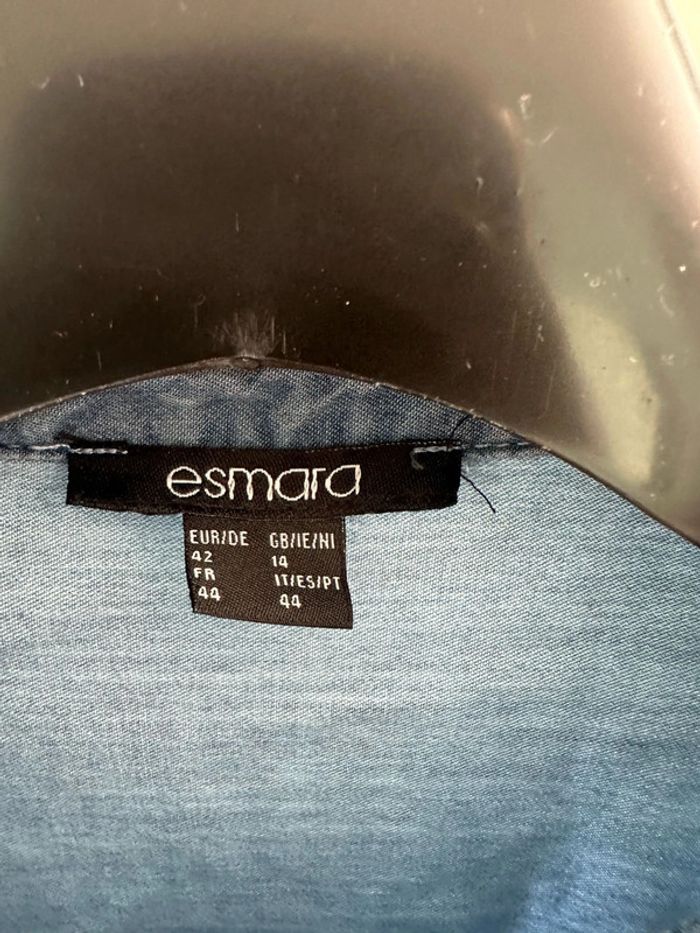 esmara
EUR/DE GB/IE/NI
42 14
FR IT/ES/PT
44 44